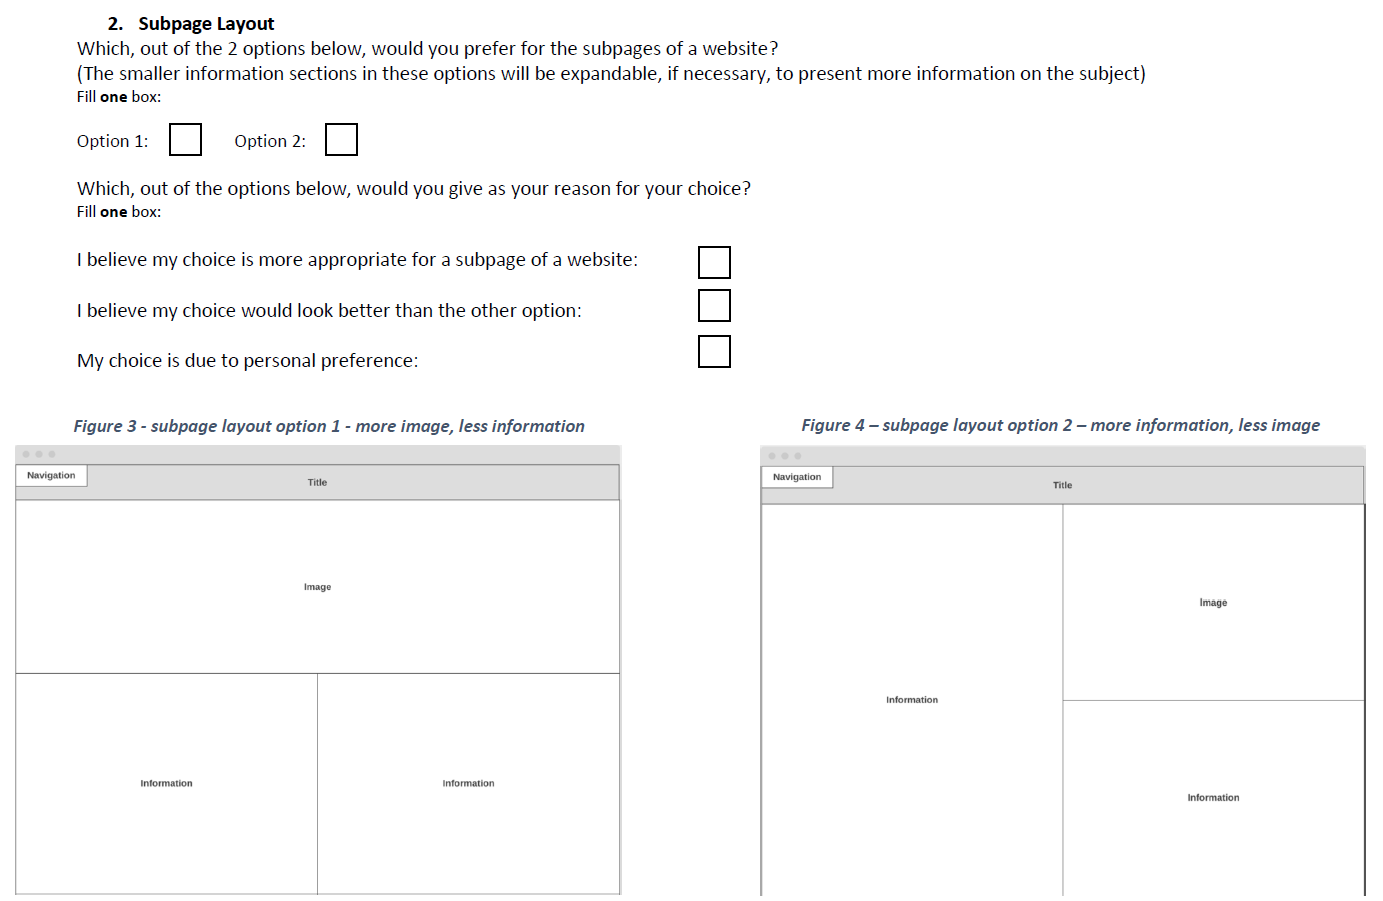 2. Subpage Layout
Which, out of the 2 options below, would you prefer for the subpages of a website?
(The smaller information sections in these options will be expandable, if necessary, to present more information on the subject)
Fill one box:
Option 1: Option 2:
Which, out of the options below, would you give as your reason for your choice?
Fill one box:
I believe my choice is more appropriate for a subpage of a website:
I believe my choice would look better than the other option:
My choice is due to personal preference:
Figure 3 - subpage layout option 1 - more image, less information
Navigation
Title
Image
Information
Information
Figure 4 – subpage layout option 2 – more information, less image
Navigation
Title
Information
Image
Information